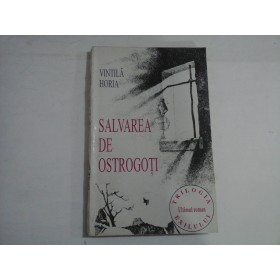 VINTILĂ
HORIA
SALVAREA
DE
OSTROGOȚI
TRILOGIA
EXILULUI